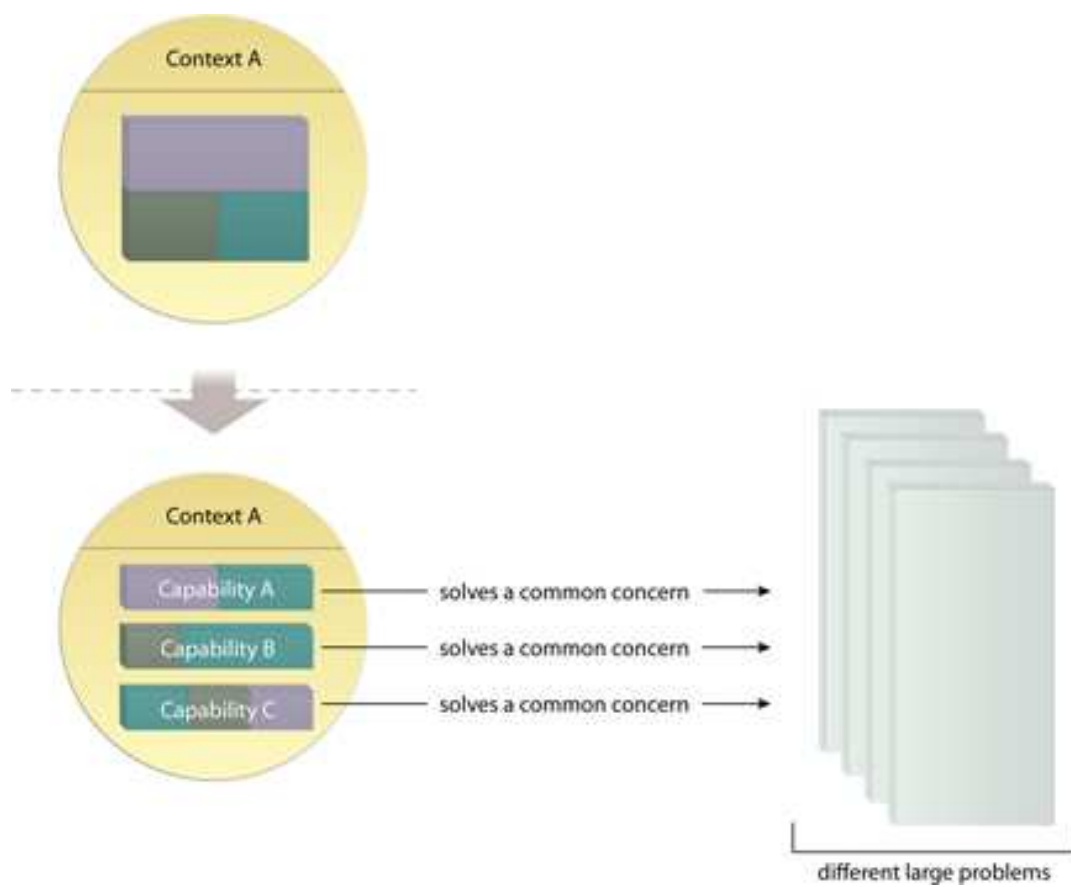 Context A
Context A
Capability A
solves a common concern
Capability B
solves a common concern
Capability C
solves a common concern
different large problems